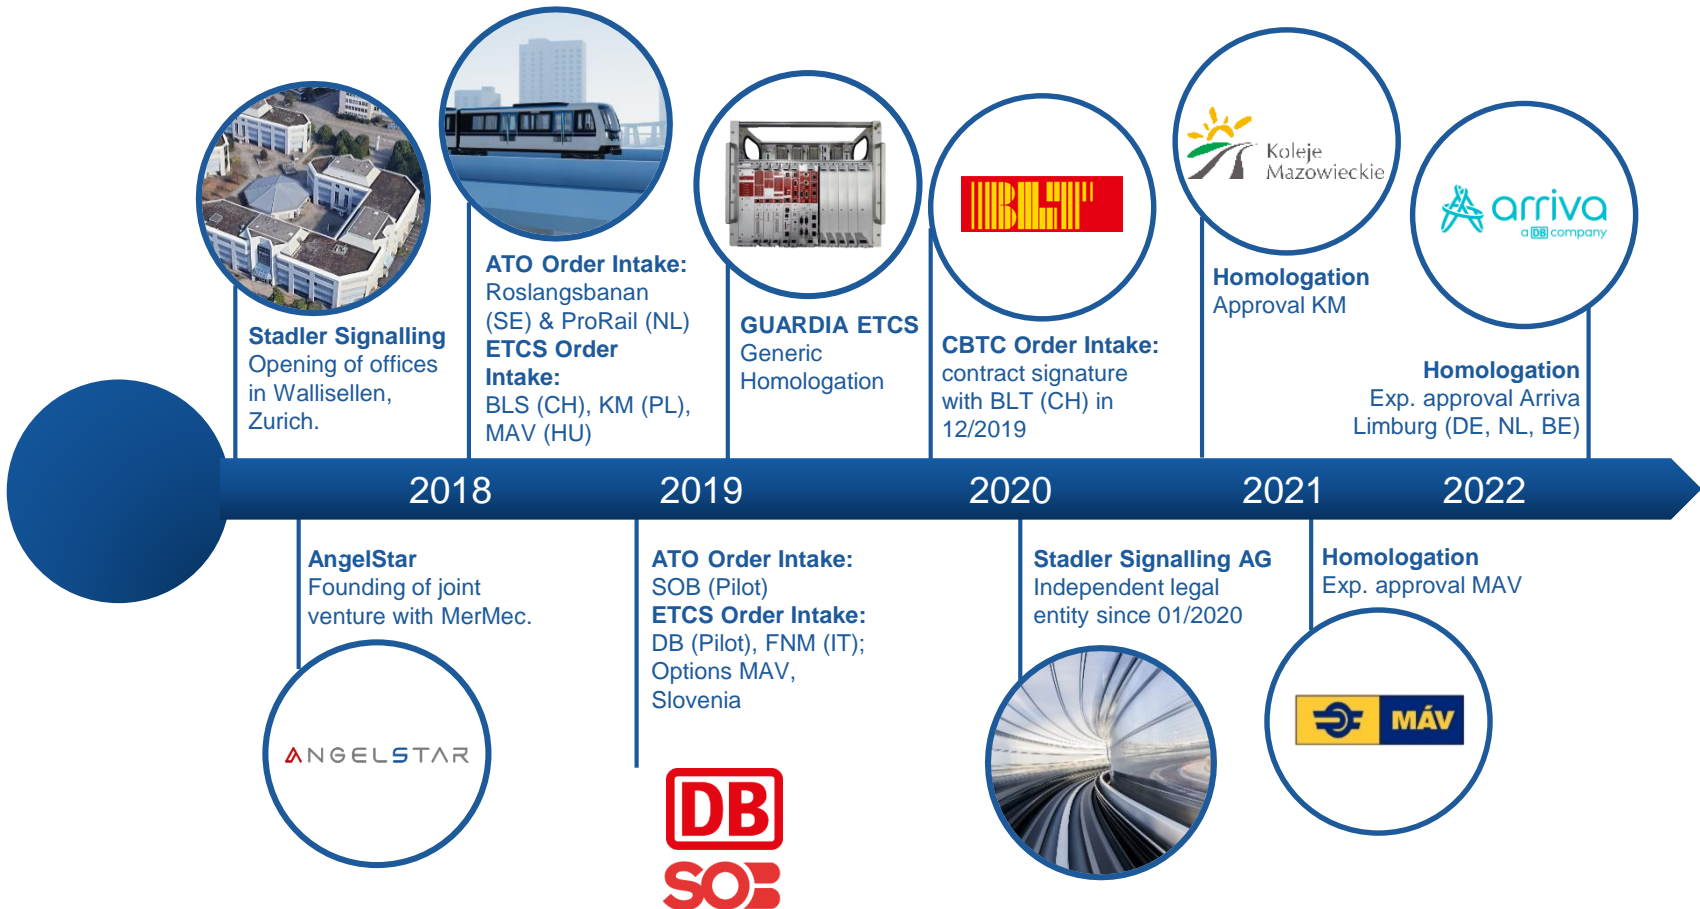 Stadler Signalling
Opening of offices
in Wallisellen,
Zurich.
ATO Order Intake:
Roslangsbanan
(SE) & ProRail (NL)
ETCS Order
Intake:
BLS (CH), KM (PL),
MAV (HU)
GUARDIA ETCS
Generic
Homologation
BLT
CBTC Order Intake:
contract signature
with BLT (CH) in
12/2019
Koleje
Mazowieckie
Homologation
Approval KM
arriva
a DB company
Homologation
Exp. approval Arriva
Limburg (DE, NL, BE)
2018 2019 2020 2021 2022
AngelStar
Founding of joint
venture with MerMec.
ANGELSTAR
ATO Order Intake:
SOB (Pilot)
ETCS Order Intake:
DB (Pilot), FNM (IT);
Options MAV,
Slovenia
DB
SOB
Stadler Signalling AG
Independent legal
entity since 01/2020
Homologation
Exp. approval MAV
MÁV